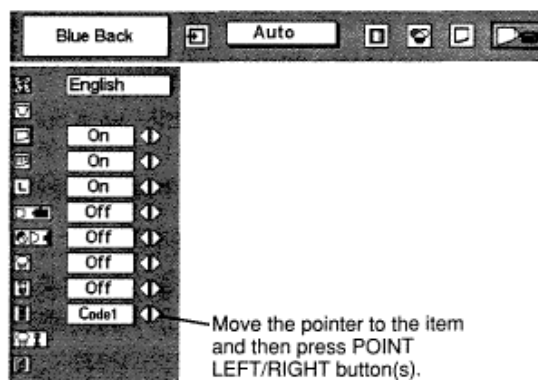 Blue Back
Auto
English
On
On
On
Off
Off
Off
Off
Code1
Move the pointer to the item
and then press POINT
LEFT/RIGHT button(s).